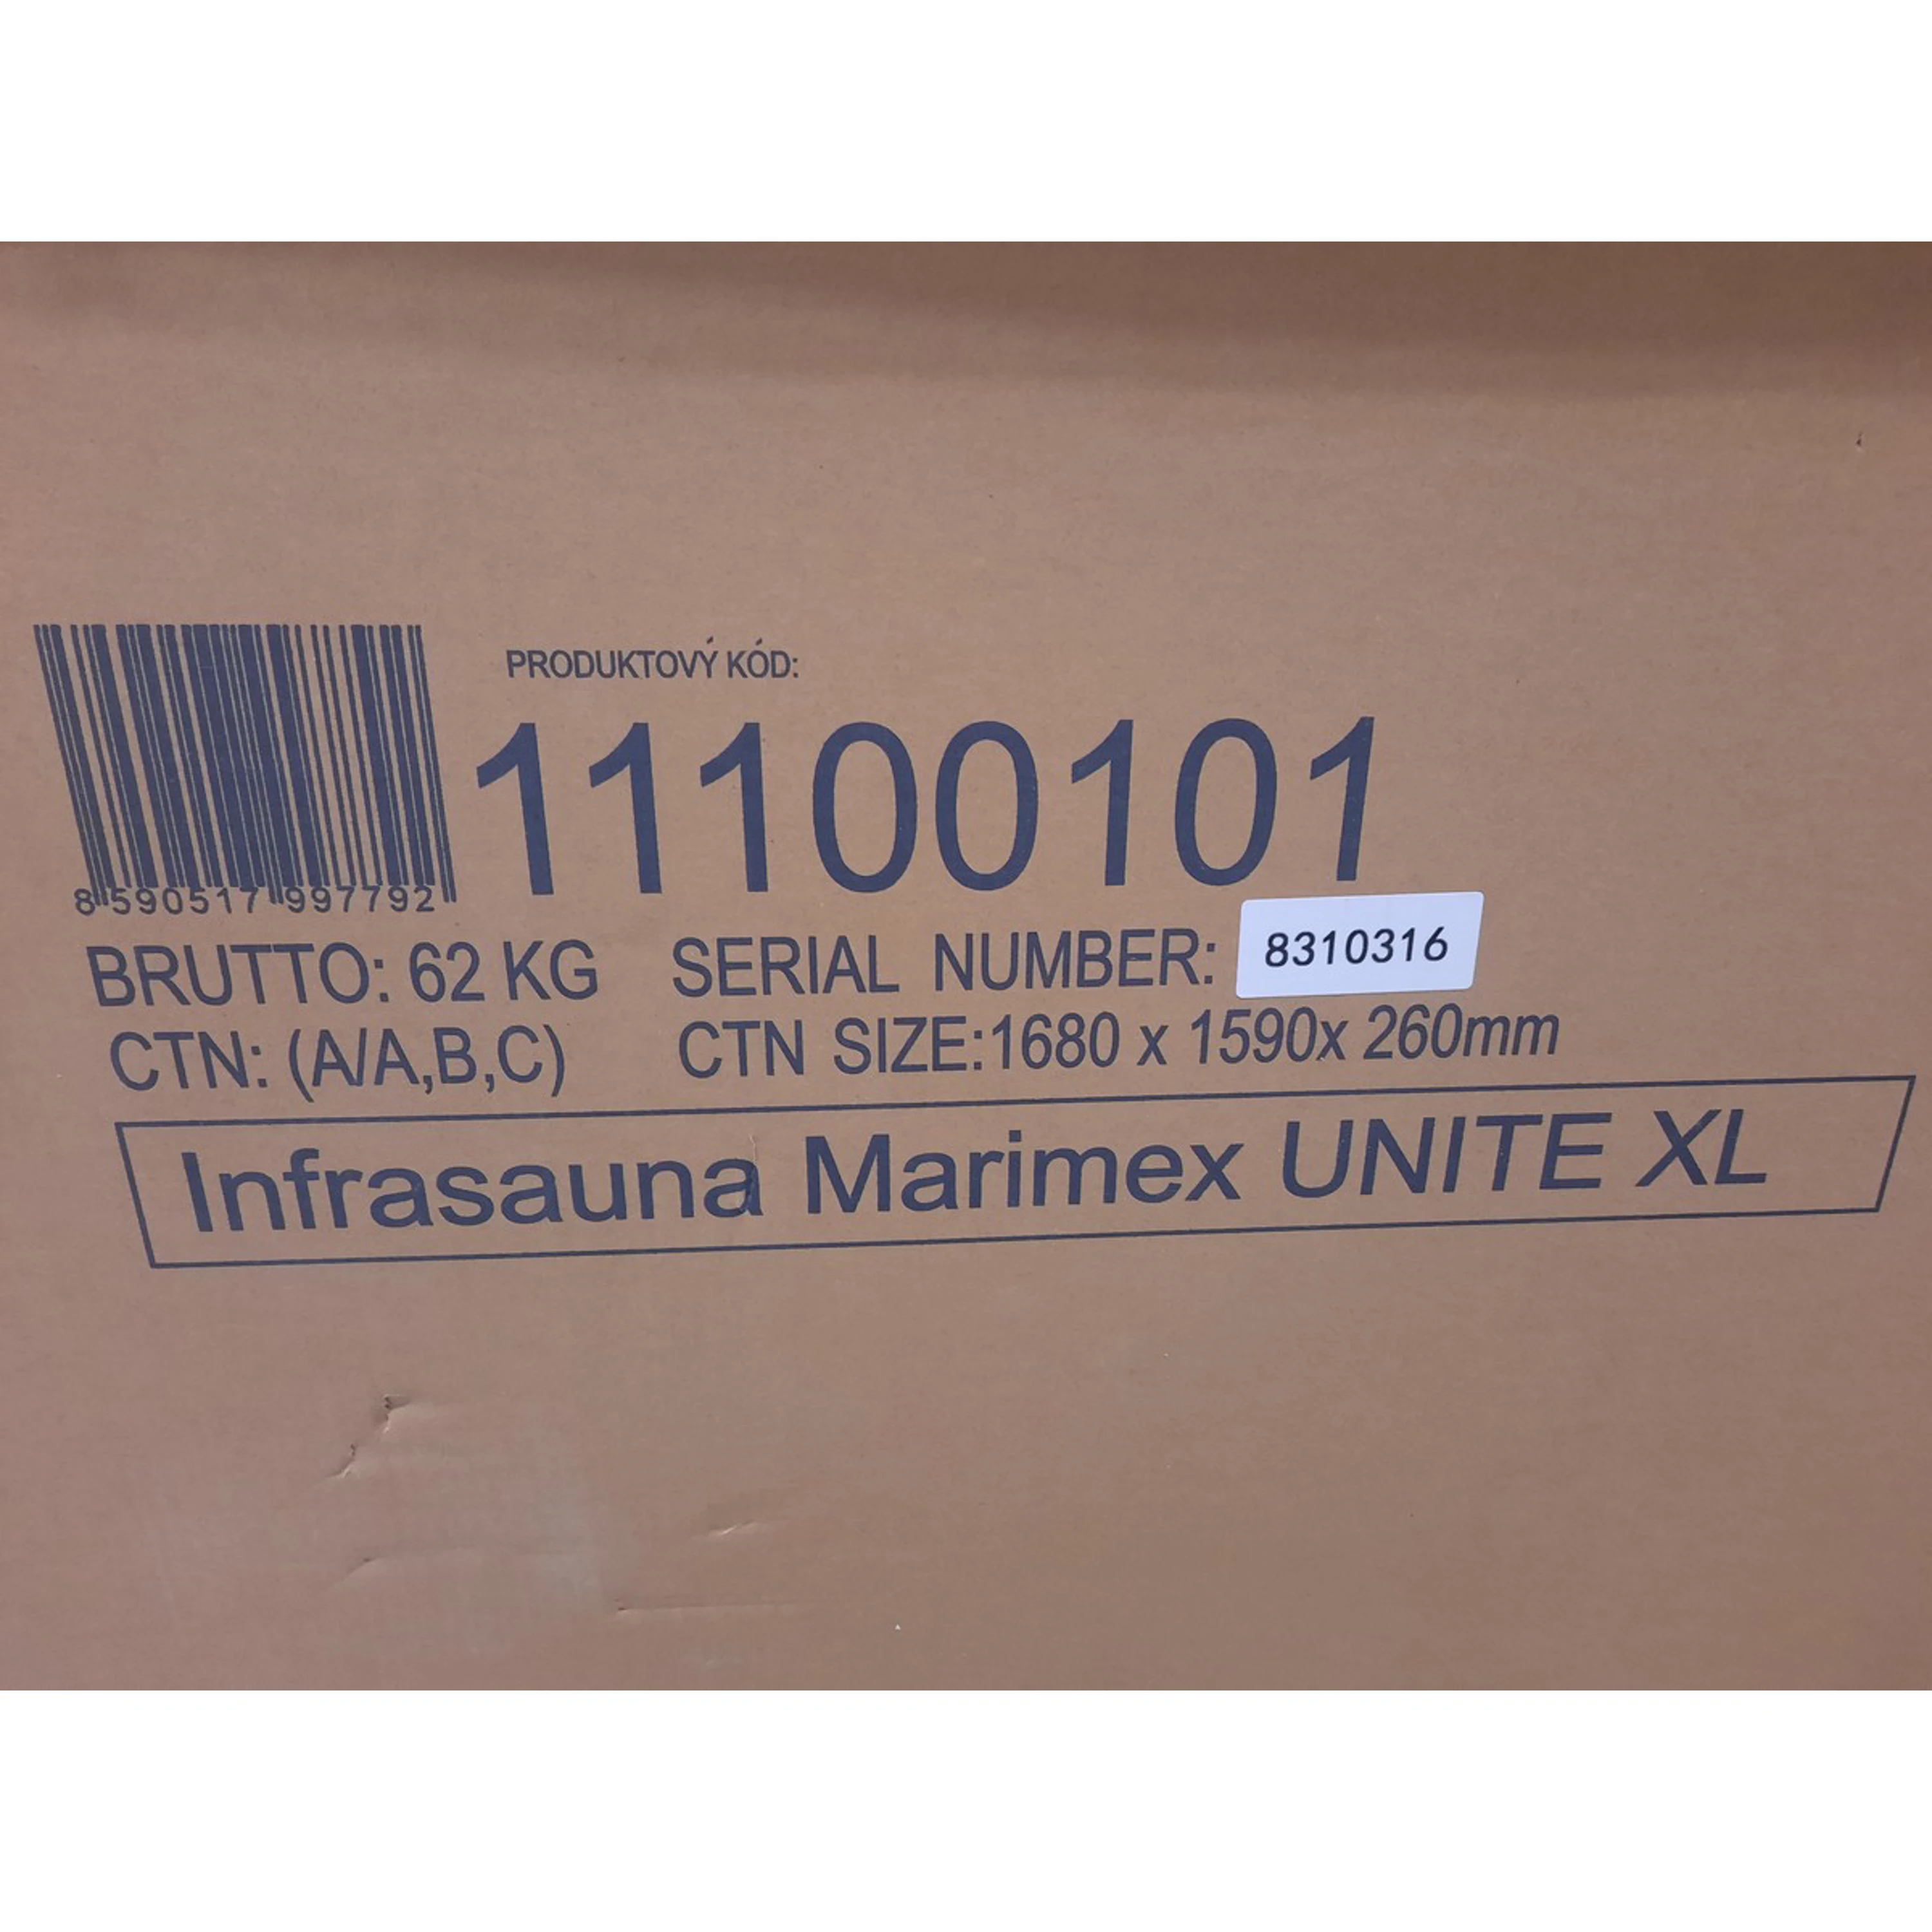 PRODUKTOVÝ KÓD:
11100101
8 590517 997792
BRUTTO: 62 KG SERIAL NUMBER: 8310316
CTN: (A/A,B,C) CTN SIZE:1680 x 1590x 260mm
Infrasauna Marimex UNITE XL